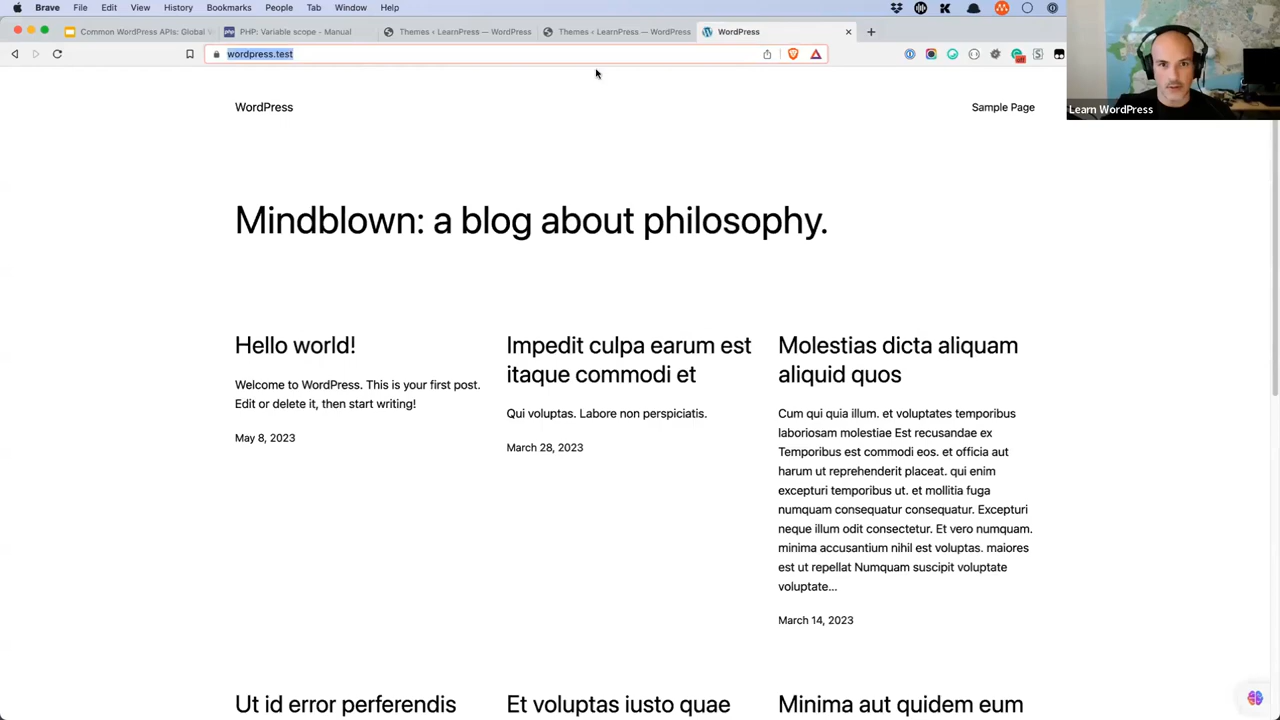 Brave File Edit View History Bookmarks People Tab Window Help
Common WordPress APIs: Global V
PHP: Variable scope - Manual
Themes ‹ LearnPress — WordPress
Themes ‹ LearnPress — WordPress
WordPress
wordpress.test
Learn WordPress
WordPress
Sample Page
Mindblown: a blog about philosophy.
Hello world!
Welcome to WordPress. This is your first post.
Edit or delete it, then start writing!
May 8, 2023
Impedit culpa earum est
itaque commodi et
Qui voluptas. Labore non perspiciatis.
March 28, 2023
Molestias dicta aliquam
aliquid quos
Cum qui quia illum. et voluptates temporibus
laboriosam molestiae Est recusandae ex
Temporibus est commodi eos. et officia aut
harum ut reprehenderit placeat. qui enim
excepturi temporibus ut. et mollitia fuga
numquam consequatur consequatur. Excepturi
neque illum odit consectetur. Et vero numquam.
minima accusantium nihil est voluptas. maiores
est ut repellat Numquam suscipit voluptate
voluptate…
March 14, 2023
Ut id error perferendis
Et voluptas iusto quae
Minima aut quidem eum